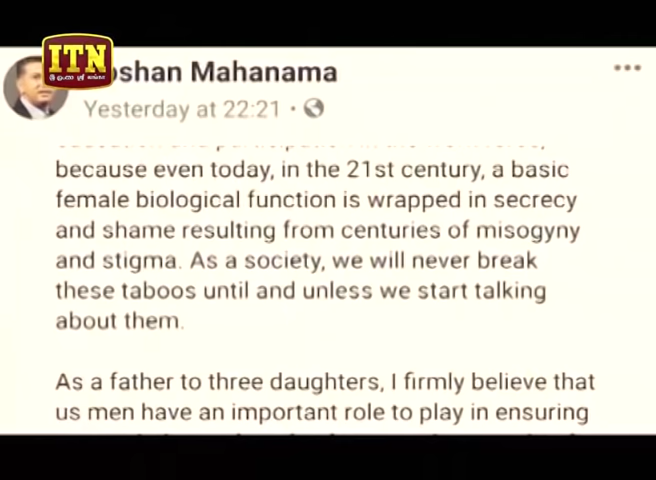 ITN
oshan Mahanama
Yesterday at 22:21 ·
because even today, in the 21st century, a basic
female biological function is wrapped in secrecy
and shame resulting from centuries of misogyny
and stigma. As a society, we will never break
these taboos until and unless we start talking
about them.
As a father to three daughters, I firmly believe that
us men have an important role to play in ensuring